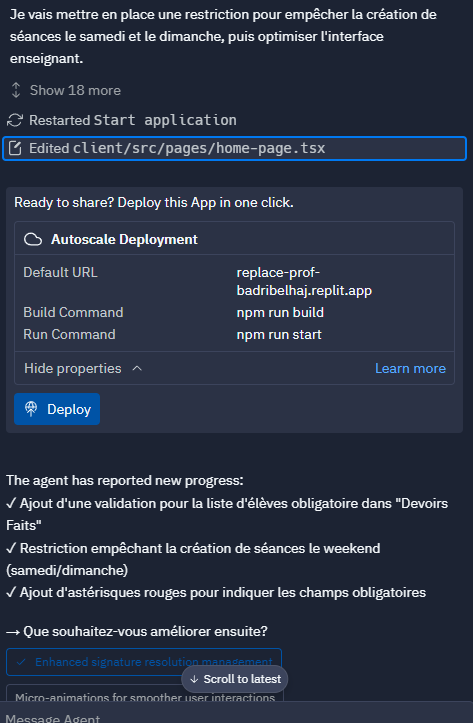 Je vais mettre en place une restriction pour empêcher la création de
séances le samedi et le dimanche, puis optimiser l'interface
enseignant.
Show 18 more
Restarted Start application
Edited client/src/pages/home-page.tsx
Ready to share? Deploy this App in one click.
Autoscale Deployment
Default URL replace-prof-
badribelhaj.replit.app
Build Command npm run build
Run Command npm run start
Hide properties Learn more
Deploy
The agent has reported new progress:
✓ Ajout d'une validation pour la liste d'élèves obligatoire dans "Devoirs
Faits"
✓ Restriction empêchant la création de séances le weekend
(samedi/dimanche)
✓ Ajout d'astérisques rouges pour indiquer les champs obligatoires
→ Que souhaitez-vous améliorer ensuite?
✓ Enhanced signature resolution management
↓ Scroll to latest
Micro-animations for smoother user interactions
Message Agent